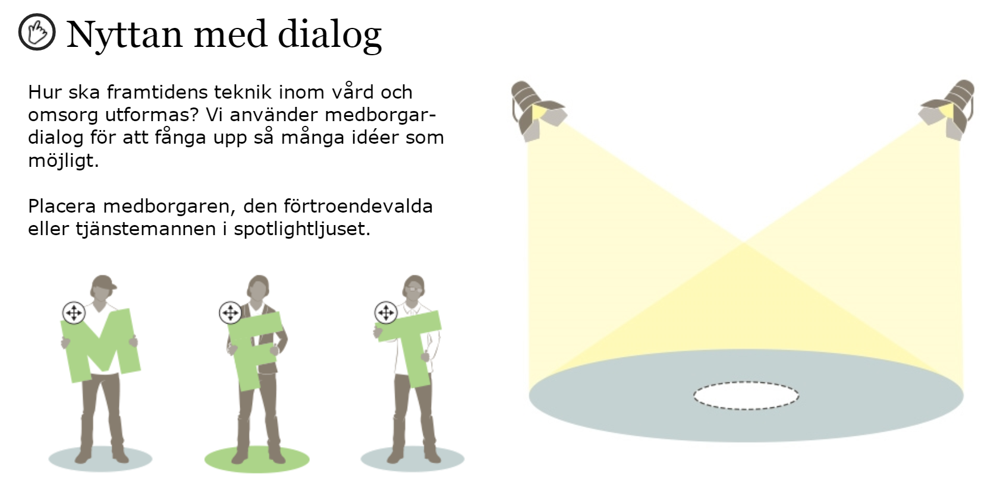 Nyttan med dialog
Hur ska framtidens teknik inom vård och
omsorg utformas? Vi använder medborgar-
dialog för att fånga upp så många idéer som
möjligt.
Placera medborgaren, den förtroendevalda
eller tjänstemannen i spotlightljuset.
M F T